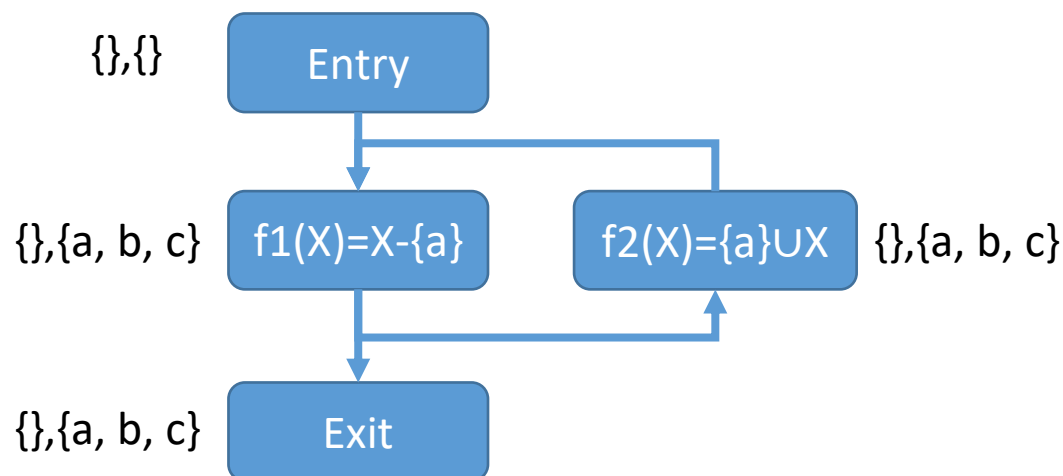 {},{} Entry
{},{a, b, c} f1(X)=X-{a} f2(X)={a}∪X {},{a, b, c}
{},{a, b, c} Exit